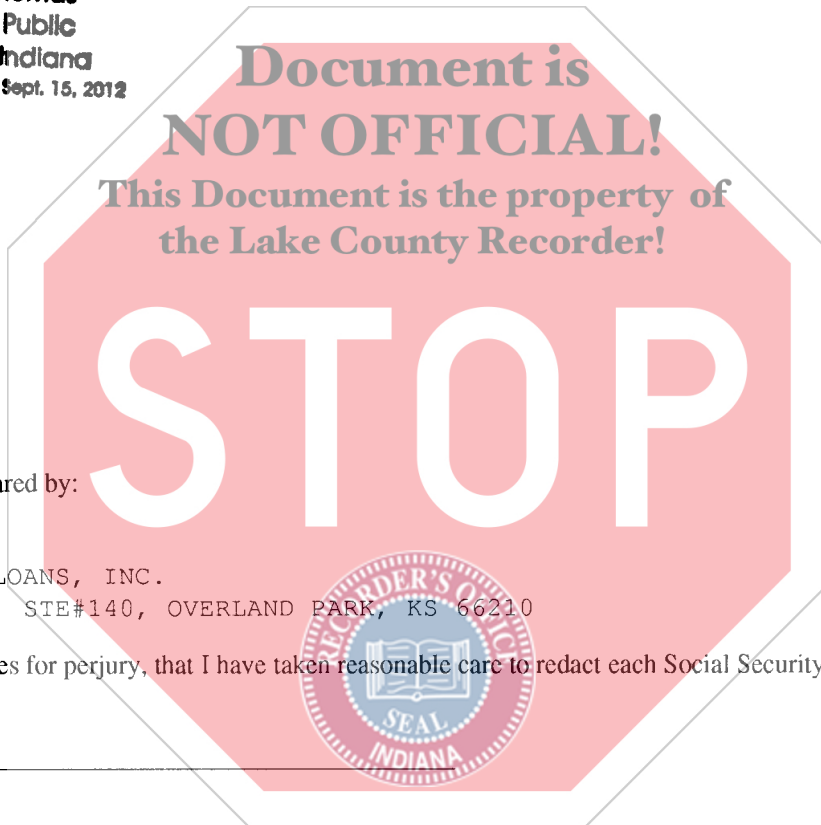 Public
Indiana
Sept. 15, 2012
Document is
NOT OFFICIAL!
This Document is the property of
the Lake County Recorder!
STOP
ared by:
LOANS, INC.
STE#140, OVERLAND PARK, KS 66210
es for perjury, that I have taken reasonable care to redact each Social Security
RECORDER'S OFFICE
SEAL
INDIANA